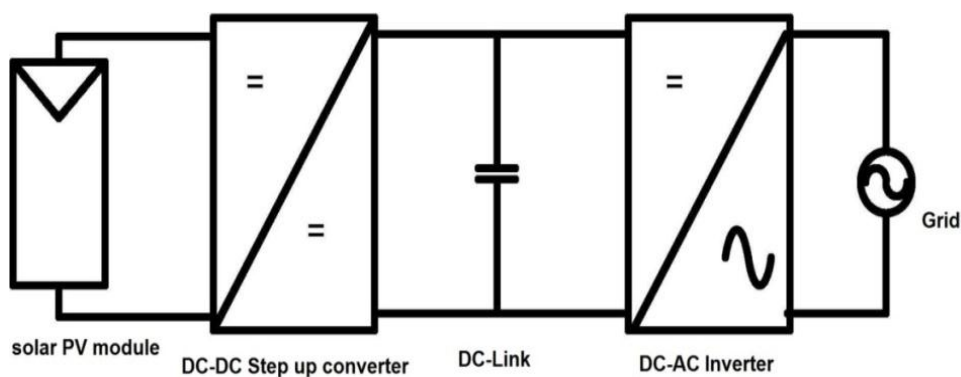 =
=
=
Grid
solar PV module
DC-DC Step up converter
DC-Link
DC-AC Inverter